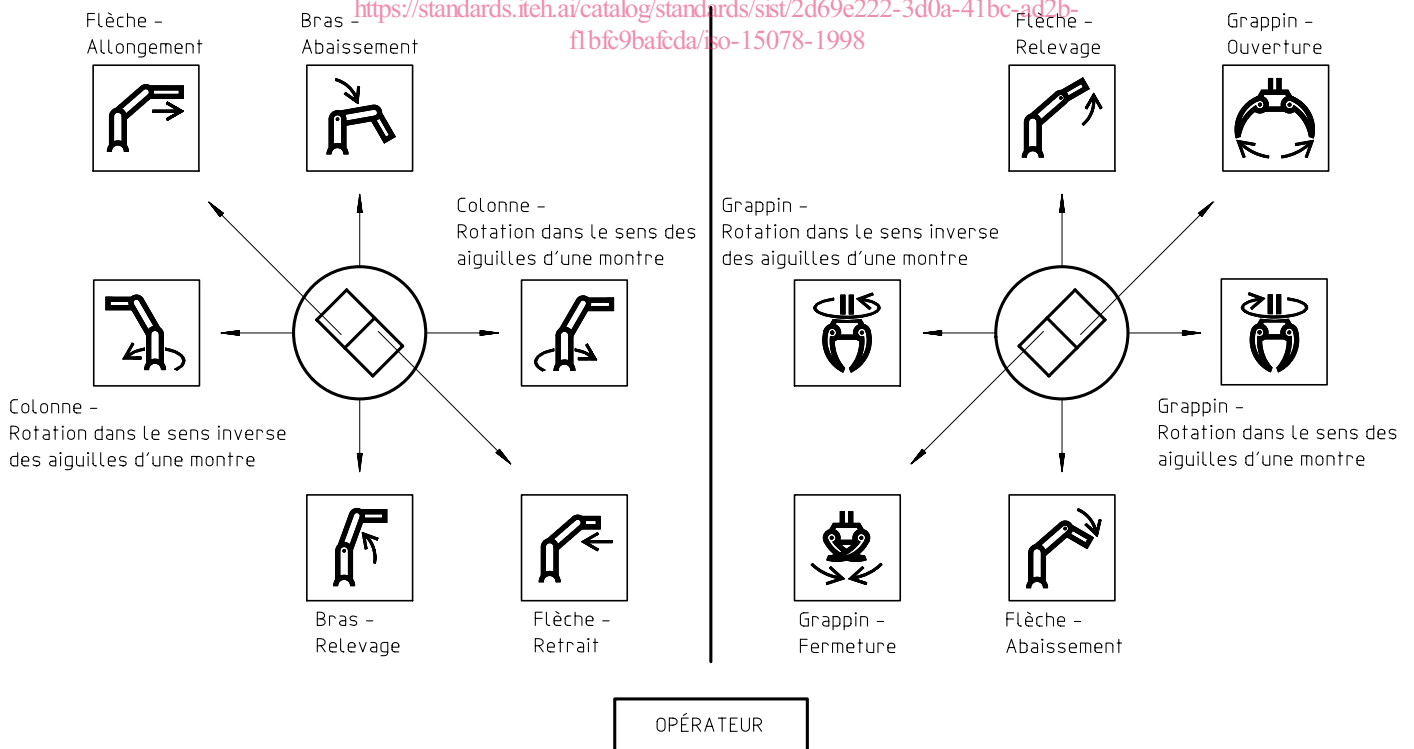 https://standards.iteh.ai/catalog/standards/sist/2d69e222-3d0a-41bc-ad2b-
f1bfc9bafcda/iso-15078-1998
Flèche –
Allongement
Bras –
Abaissement
Colonne –
Rotation dans le sens des
aiguilles d'une montre
Colonne –
Rotation dans le sens inverse
des aiguilles d'une montre
Bras –
Relevage
Flèche –
Retrait
Flèche –
Relevage
Grappin –
Ouverture
Grappin –
Rotation dans le sens inverse
des aiguilles d'une montre
Grappin –
Rotation dans le sens des
aiguilles d'une montre
Grappin –
Fermeture
Flèche –
Abaissement
OPÉRATEUR